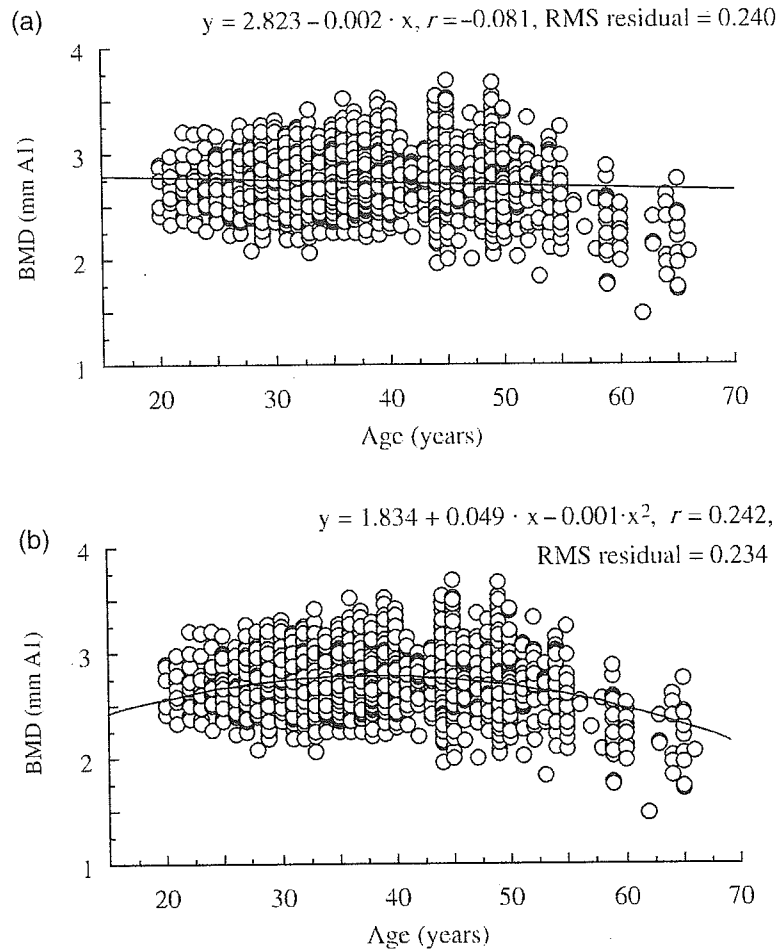 (a)
y = 2.823 – 0.002 · x, r = –0.081, RMS residual = 0.240
4
3
2
1
BMD (mm A1)
20 30 40 50 60 70
Age (years)
(b)
y = 1.834 + 0.049 · x – 0.001·x², r = 0.242,
RMS residual = 0.234
4
3
2
1
BMD (mm A1)
20 30 40 50 60 70
Age (years)